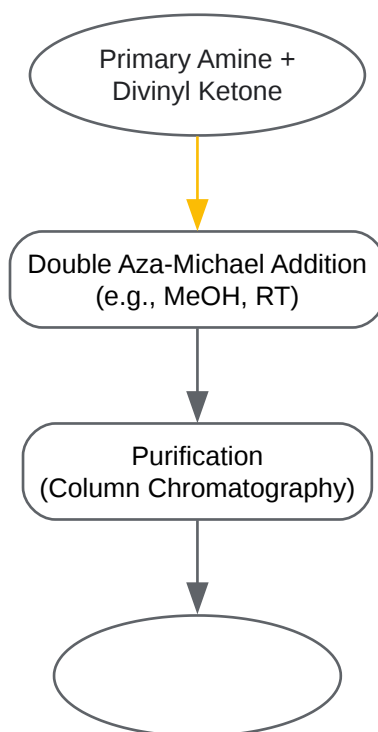 Primary Amine +
Divinyl Ketone
Double Aza-Michael Addition
(e.g., MeOH, RT)
Purification
(Column Chromatography)